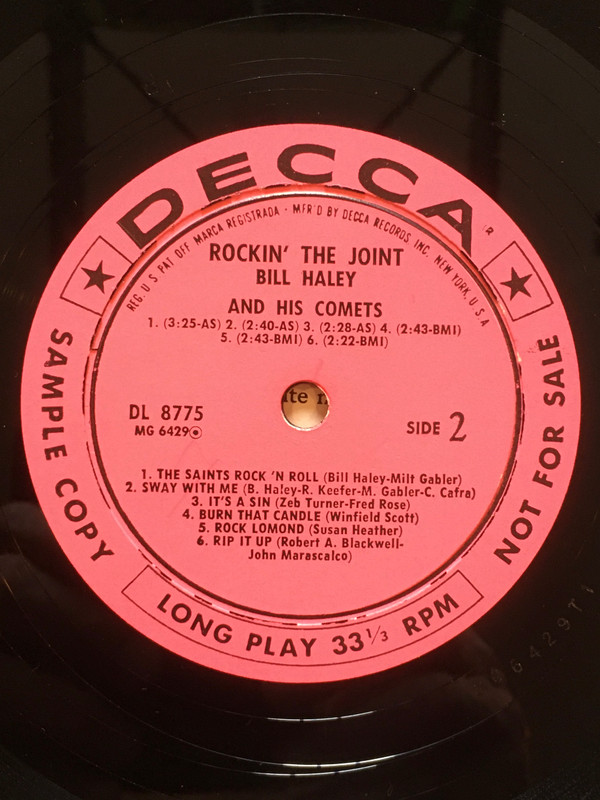 DECCA®
REG. U.S. PAT. OFF. MARCA REGISTRADA • MFR'D BY DECCA RECORDS INC., NEW YORK, U.S.A.
ROCKIN' THE JOINT
BILL HALEY
AND HIS COMETS
1. (3:25-AS) 2. (2:40-AS) 3. (2:28-AS) 4. (2:43-BMI)
5. (2:43-BMI) 6. (2:22-BMI)
DL 8775
MG 6429
SIDE 2
1. THE SAINTS ROCK 'N ROLL (Bill Haley-Milt Gabler)
2. SWAY WITH ME (B. Haley-R. Keefer-M. Gabler-C. Cafra)
3. IT'S A SIN (Zeb Turner-Fred Rose)
4. BURN THAT CANDLE (Winfield Scott)
5. ROCK LOMOND (Susan Heather)
6. RIP IT UP (Robert A. Blackwell-
John Marascalco)
SAMPLE COPY
NOT FOR SALE
LONG PLAY 33⅓ RPM